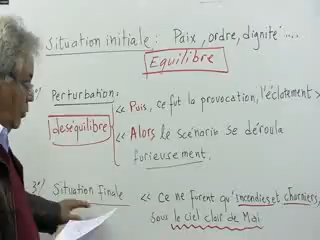 situation initiale : Paix, ordre, dignité ....
Equilibre
Perturbation:
déséquilibre
<< Puis, ce fut la provocation, l'éclatement >
<< Alors le scénario se déroula
furieusement.
3°/ Situation finale
<< ce ne furent qu'incendies et charniers,
sous le ciel clair de Mai